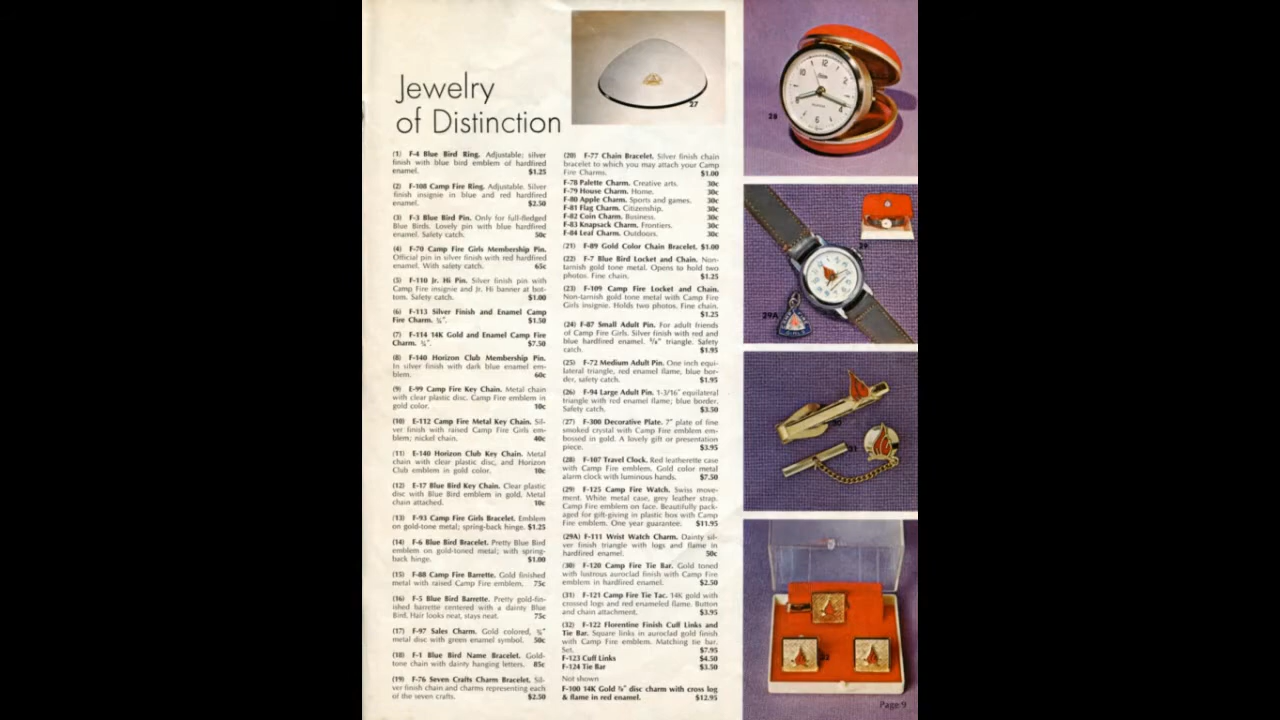 Jewelry
of Distinction
(1) F-4 Blue Bird Ring. Adjustable; silver
finish with blue bird emblem of hardfired
enamel. $1.25
(2) F-108 Camp Fire Ring. Adjustable. Silver
finish insignie in blue and red hardfired
enamel. $2.50
(3) F-3 Blue Bird Pin. Only for full-fledged
Blue Birds. Lovely pin with blue hardfired
enamel. Safety catch. 50c
(4) F-70 Camp Fire Girls Membership Pin.
Official pin in silver finish with red hardfired
enamel. With safety catch. 65c
(5) F-110 Jr. Hi Pin. Silver finish pin with
Camp Fire insignie and Jr. Hi banner at bot-
tom. Safety catch. $1.00
(6) F-113 Silver Finish and Enamel Camp
Fire Charm. ¾". $1.50
(7) F-114 14K Gold and Enamel Camp Fire
Charm. ¾". $7.50
(8) F-140 Horizon Club Membership Pin.
In silver finish with dark blue enamel em-
blem. 60c
(9) E-99 Camp Fire Key Chain. Metal chain
with clear plastic disc. Camp Fire emblem in
gold color. 10c
(10) E-112 Camp Fire Metal Key Chain. Sil-
ver finish with raised Camp Fire Girls em-
blem; nickel chain. 40c
(11) E-140 Horizon Club Key Chain. Metal
chain with clear plastic disc, and Horizon
Club emblem in gold color. 10c
(12) E-17 Blue Bird Key Chain. Clear plastic
disc with Blue Bird emblem in gold. Metal
chain attached. 10c
(13) F-93 Camp Fire Girls Bracelet. Emblem
on gold-tone metal; spring-back hinge. $1.25
(14) F-6 Blue Bird Bracelet. Pretty Blue Bird
emblem on gold-toned metal; with spring-
back hinge. $1.00
(15) F-88 Camp Fire Barrette. Gold finished
metal with raised Camp Fire emblem. 75c
(16) F-5 Blue Bird Barrette. Pretty gold-fin-
ished barrette centered with a dainty Blue
Bird. Hair looks neat, stays neat. 75c
(17) F-97 Sales Charm. Gold colored, ¾"
metal disc with green enamel symbol. 50c
(18) F-1 Blue Bird Name Bracelet. Gold-
tone chain with dainty hanging letters. 85c
(19) F-76 Seven Crafts Charm Bracelet. Sil-
ver finish chain and charms representing each
of the seven crafts. $2.50
(20) F-77 Chain Bracelet. Silver finish chain
bracelet to which you may attach your Camp
Fire Charms. $1.00
F-78 Palette Charm. Creative arts. 30c
F-79 House Charm. Home. 30c
F-80 Apple Charm. Sports and games. 30c
F-81 Flag Charm. Citizenship. 30c
F-82 Coin Charm. Business. 30c
F-83 Knapsack Charm. Frontiers. 30c
F-84 Leaf Charm. Outdoors. 30c
(21) F-89 Gold Color Chain Bracelet. $1.00
(22) F-7 Blue Bird Locket and Chain. Non-
tarnish gold tone metal. Opens to hold two
photos. Fine chain. $1.25
(23) F-109 Camp Fire Locket and Chain.
Non-tarnish gold tone metal with Camp Fire
Girls insignie. Holds two photos. Fine chain.
$1.25
(24) F-87 Small Adult Pin. For adult friends
of Camp Fire Girls. Silver finish with red and
blue hardfired enamel. triangle. Safety
catch. $1.95
(25) F-72 Medium Adult Pin. One inch equi-
lateral triangle, red enamel flame, blue bor-
der, safety catch. $1.95
(26) F-94 Large Adult Pin. 1-3/16" equilateral
triangle with red enamel flame; blue border.
Safety catch. $3.50
(27) F-300 Decorative Plate. 7" plate of fine
smoked crystal with Camp Fire emblem em-
bossed in gold. A lovely gift or presentation
piece. $3.95
(28) F-107 Travel Clock. Red leatherette case
with Camp Fire emblem. Gold color metal
alarm clock with luminous hands. $7.50
(29) F-125 Camp Fire Watch. Swiss move-
ment. White metal case, grey leather strap.
Camp Fire emblem on face. Beautifully pack-
aged for gift-giving in plastic box with Camp
Fire emblem. One year guarantee. $11.95
(29A) F-111 Wrist Watch Charm. Dainty sil-
ver finish triangle with logs and flame in
hardfired enamel. 50c
(30) F-120 Camp Fire Tie Bar. Gold toned
with lustrous auroclad finish with Camp Fire
emblem in hardfired enamel. $2.50
(31) F-121 Camp Fire Tie Tac. 14K gold with
crossed logs and red enameled flame. Button
and chain attachment. $3.95
(32) F-122 Florentine Finish Cuff Links and
Tie Bar. Square links in auroclad gold finish
with Camp Fire emblem. Matching tie bar.
Set. $7.95
F-123 Cuff Links $4.50
F-124 Tie Bar $3.50
Not shown
F-100 14K Gold ⅝" disc charm with cross log
& flame in red enamel. $12.95
27
28
29A
Page 9